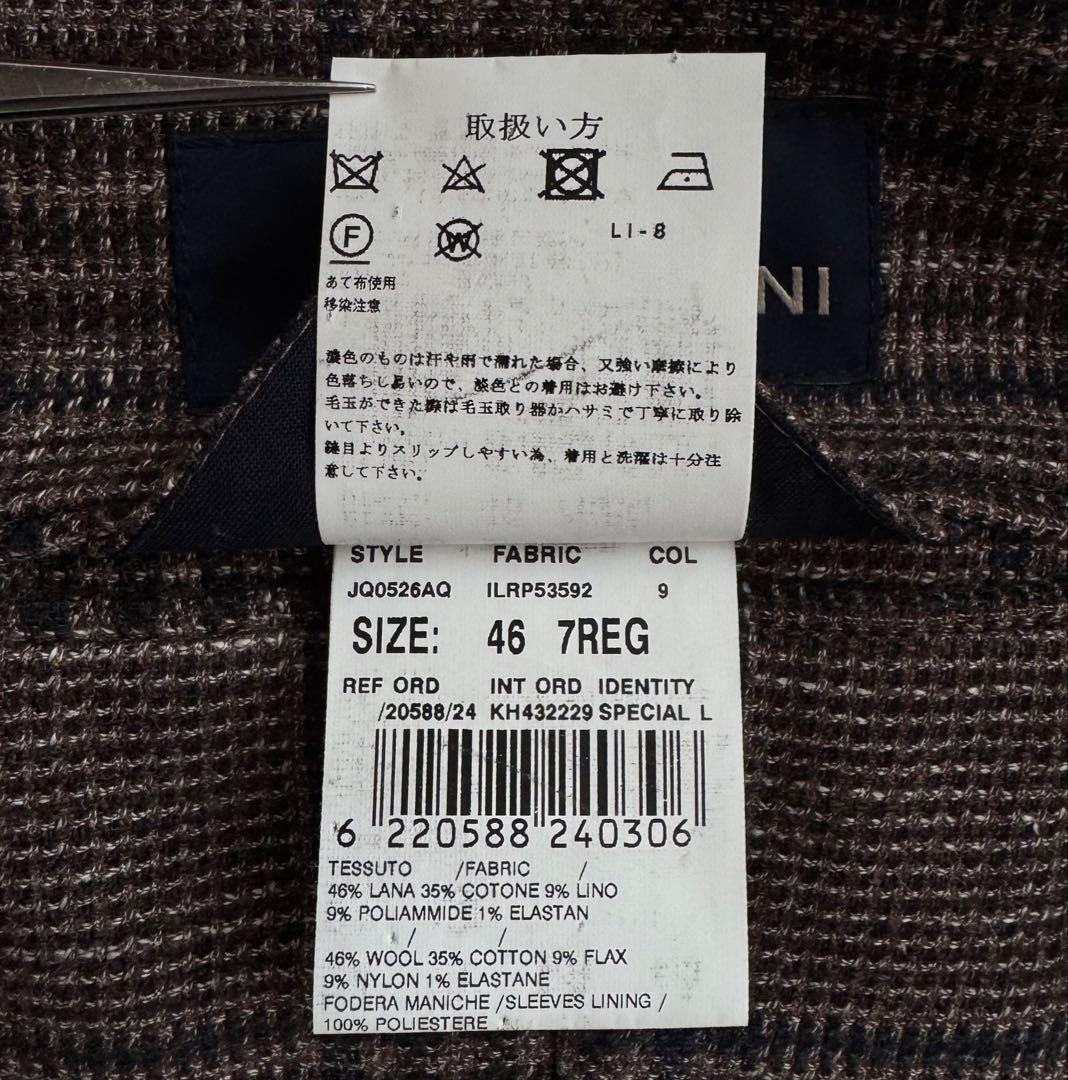 取扱い方
F
W
LI-8
あて布使用
移染注意
NI
濃色のものは汗や雨で濡れた場合、又強い摩擦により
色落ちし易いので、淡色との着用はお避け下さい。
毛玉ができた際は毛玉取り器かハサミで丁寧に取り除
いて下さい。
縫目よりスリップしやすい為、着用と洗濯は十分注
意して下さい。
STYLE FABRIC COL
JQ0526AQ ILRP53592 9
SIZE: 46 7REG
REF ORD INT ORD IDENTITY
/20588/24 KH432229 SPECIAL L
6 220588 240306
TESSUTO /FABRIC /
46% LANA 35% COTONE 9% LINO
9% POLIAMMIDE 1% ELASTAN
/ /
46% WOOL 35% COTTON 9% FLAX
9% NYLON 1% ELASTANE
FODERA MANICHE /SLEEVES LINING /
100% POLIESTERE